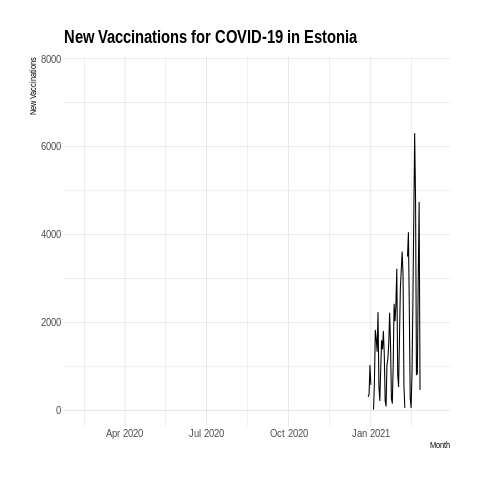 New Vaccinations for COVID-19 in Estonia
New Vaccinations
8000
6000
4000
2000
0
Apr 2020
Jul 2020
Oct 2020
Jan 2021
Month